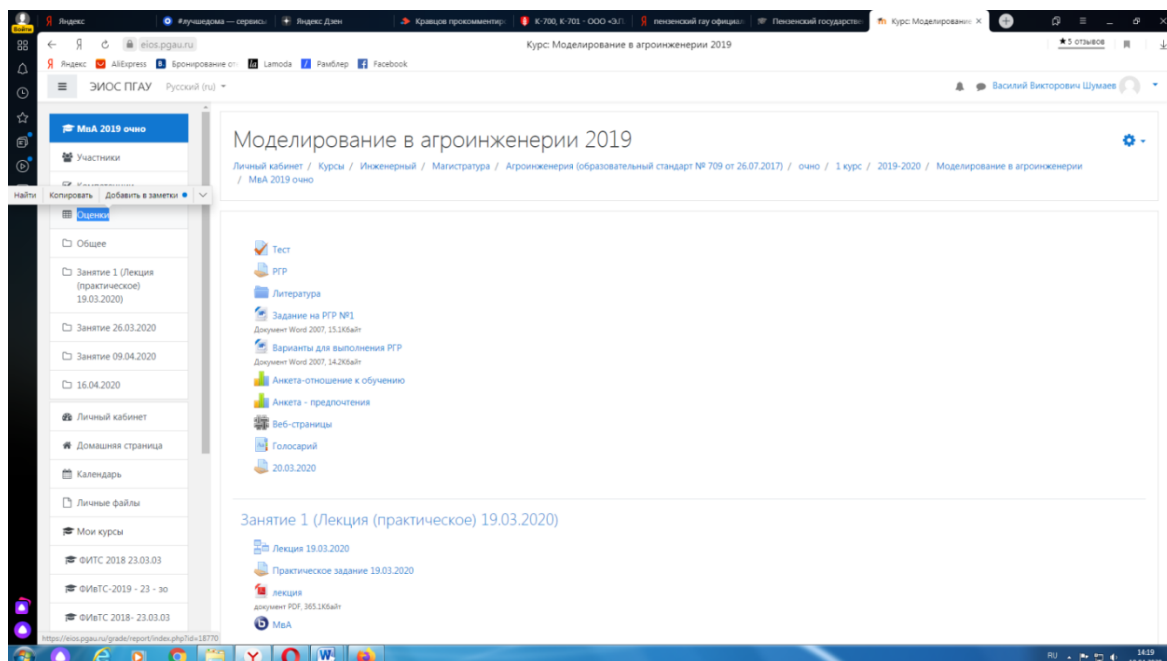 Войти
Яндекс
#лучшедома — сервисы
Яндекс Дзен
Кравцов прокомментиро
К-700, К-701 - ООО «ЗЛ
пензенский гау официал
Пензенский государстве
Курс: Моделирование
eios.pgau.ru
Курс: Моделирование в агроинженерии 2019
★5 отзывов
Яндекс
AliExpress
Бронирование от
Lamoda
Рамблер
Facebook
ЭИОС ПГАУ
Русский (ru)
Василий Викторович Шумаев
МвА 2019 очно
Участники
Компетенции
Найти
Копировать
Добавить в заметки
Оценки
Общее
Занятие 1 (Лекция
(практическое)
19.03.2020)
Занятие 26.03.2020
Занятие 09.04.2020
16.04.2020
Личный кабинет
Домашняя страница
Календарь
Личные файлы
Мои курсы
ФИТС 2018 23.03.03
ФИвТС-2019 - 23 - зо
ФИвТС 2018- 23.03.03
https://eios.pgau.ru/grade/report/index.php?id=18770
Моделирование в агроинженерии 2019
Личный кабинет / Курсы / Инженерный / Магистратура / Агроинженерия (образовательный стандарт № 709 от 26.07.2017) / очно / 1 курс / 2019-2020 / Моделирование в агроинженерии
/ МвА 2019 очно
Тест
РГР
Литература
Задание на РГР №1
Документ Word 2007, 15.1Кбайт
Варианты для выполнения РГР
Документ Word 2007, 14.2Кбайт
Анкета-отношение к обучению
Анкета - предпочтения
Веб-страницы
Голосарий
20.03.2020
Занятие 1 (Лекция (практическое) 19.03.2020)
Лекция 19.03.2020
Практическое задание 19.03.2020
лекция
документ PDF, 365.1Кбайт
МвА
RU
14:19